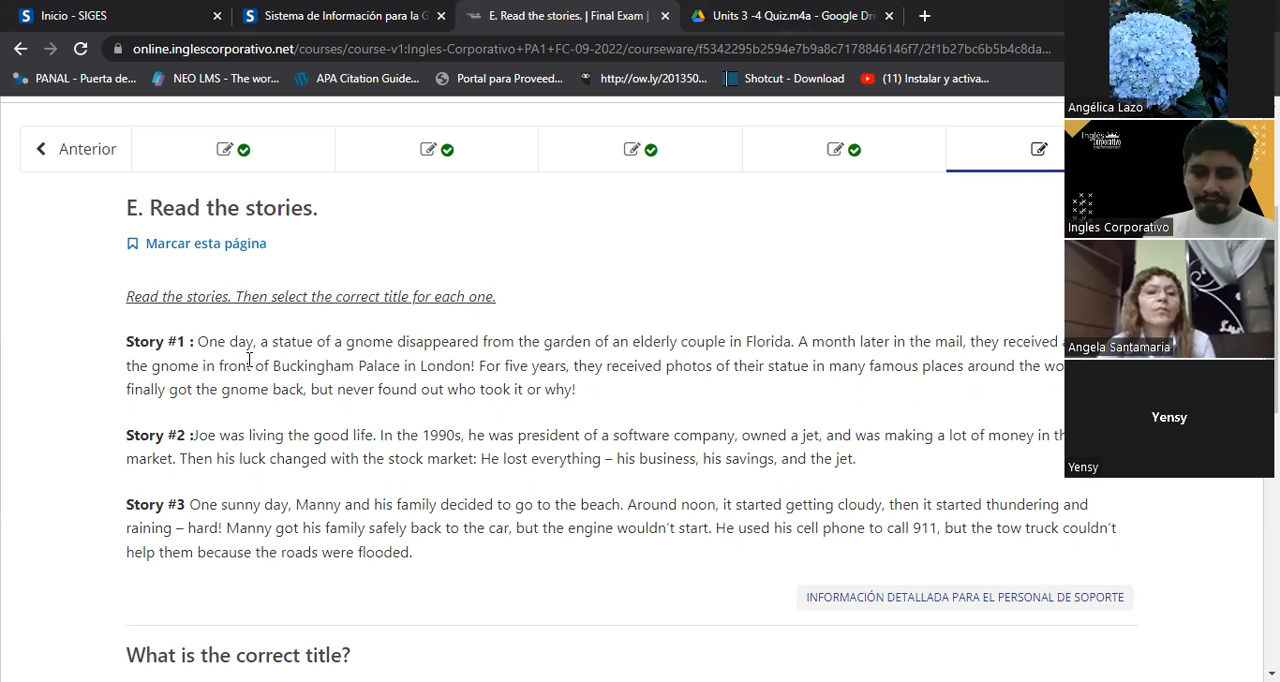 Inicio - SIGES
Sistema de Información para la G
E. Read the stories. | Final Exam |
Units 3 -4 Quiz.m4a - Google Dri
online.inglescorporativo.net/courses/course-v1:Ingles-Corporativo+PA1+FC-09-2022/courseware/f5342295b2594e7b9a8c7178846146f7/2f1b27bc6b5b4c8da...
PANAL - Puerta de...
NEO LMS - The wor...
APA Citation Guide...
Portal para Proveed...
http://ow.ly/201350...
Shotcut - Download
(11) Instalar y activa...
Anterior
E. Read the stories.
Marcar esta página
Read the stories. Then select the correct title for each one.
Story #1 : One day, a statue of a gnome disappeared from the garden of an elderly couple in Florida. A month later in the mail, they received
the gnome in front of Buckingham Palace in London! For five years, they received photos of their statue in many famous places around the wo
finally got the gnome back, but never found out who took it or why!
Story #2 :Joe was living the good life. In the 1990s, he was president of a software company, owned a jet, and was making a lot of money in th
market. Then his luck changed with the stock market: He lost everything – his business, his savings, and the jet.
Story #3 One sunny day, Manny and his family decided to go to the beach. Around noon, it started getting cloudy, then it started thundering and
raining – hard! Manny got his family safely back to the car, but the engine wouldn't start. He used his cell phone to call 911, but the tow truck couldn't
help them because the roads were flooded.
INFORMACIÓN DETALLADA PARA EL PERSONAL DE SOPORTE
What is the correct title?
Angélica Lazo
Inglés
Corporativo
Ingles Corporativo
Angela Santamaria
Yensy
Yensy